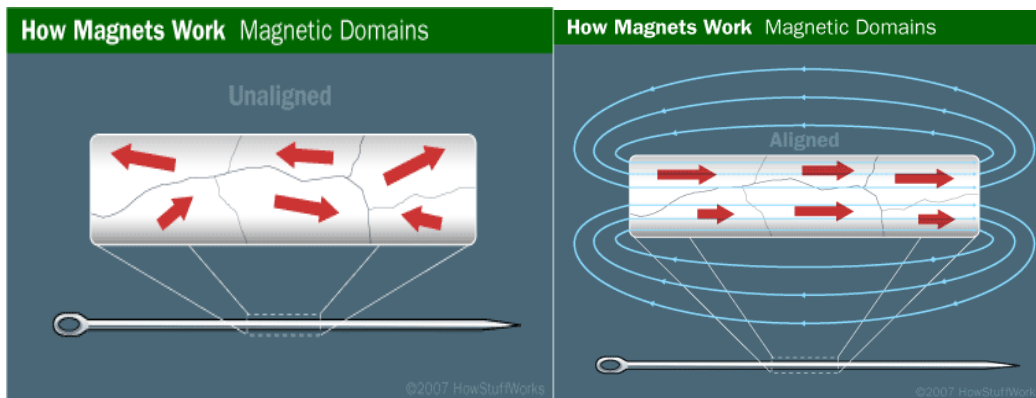 How Magnets Work Magnetic Domains
Unaligned
©2007 HowStuffWorks
How Magnets Work Magnetic Domains
Aligned
©2007 HowStuffWorks